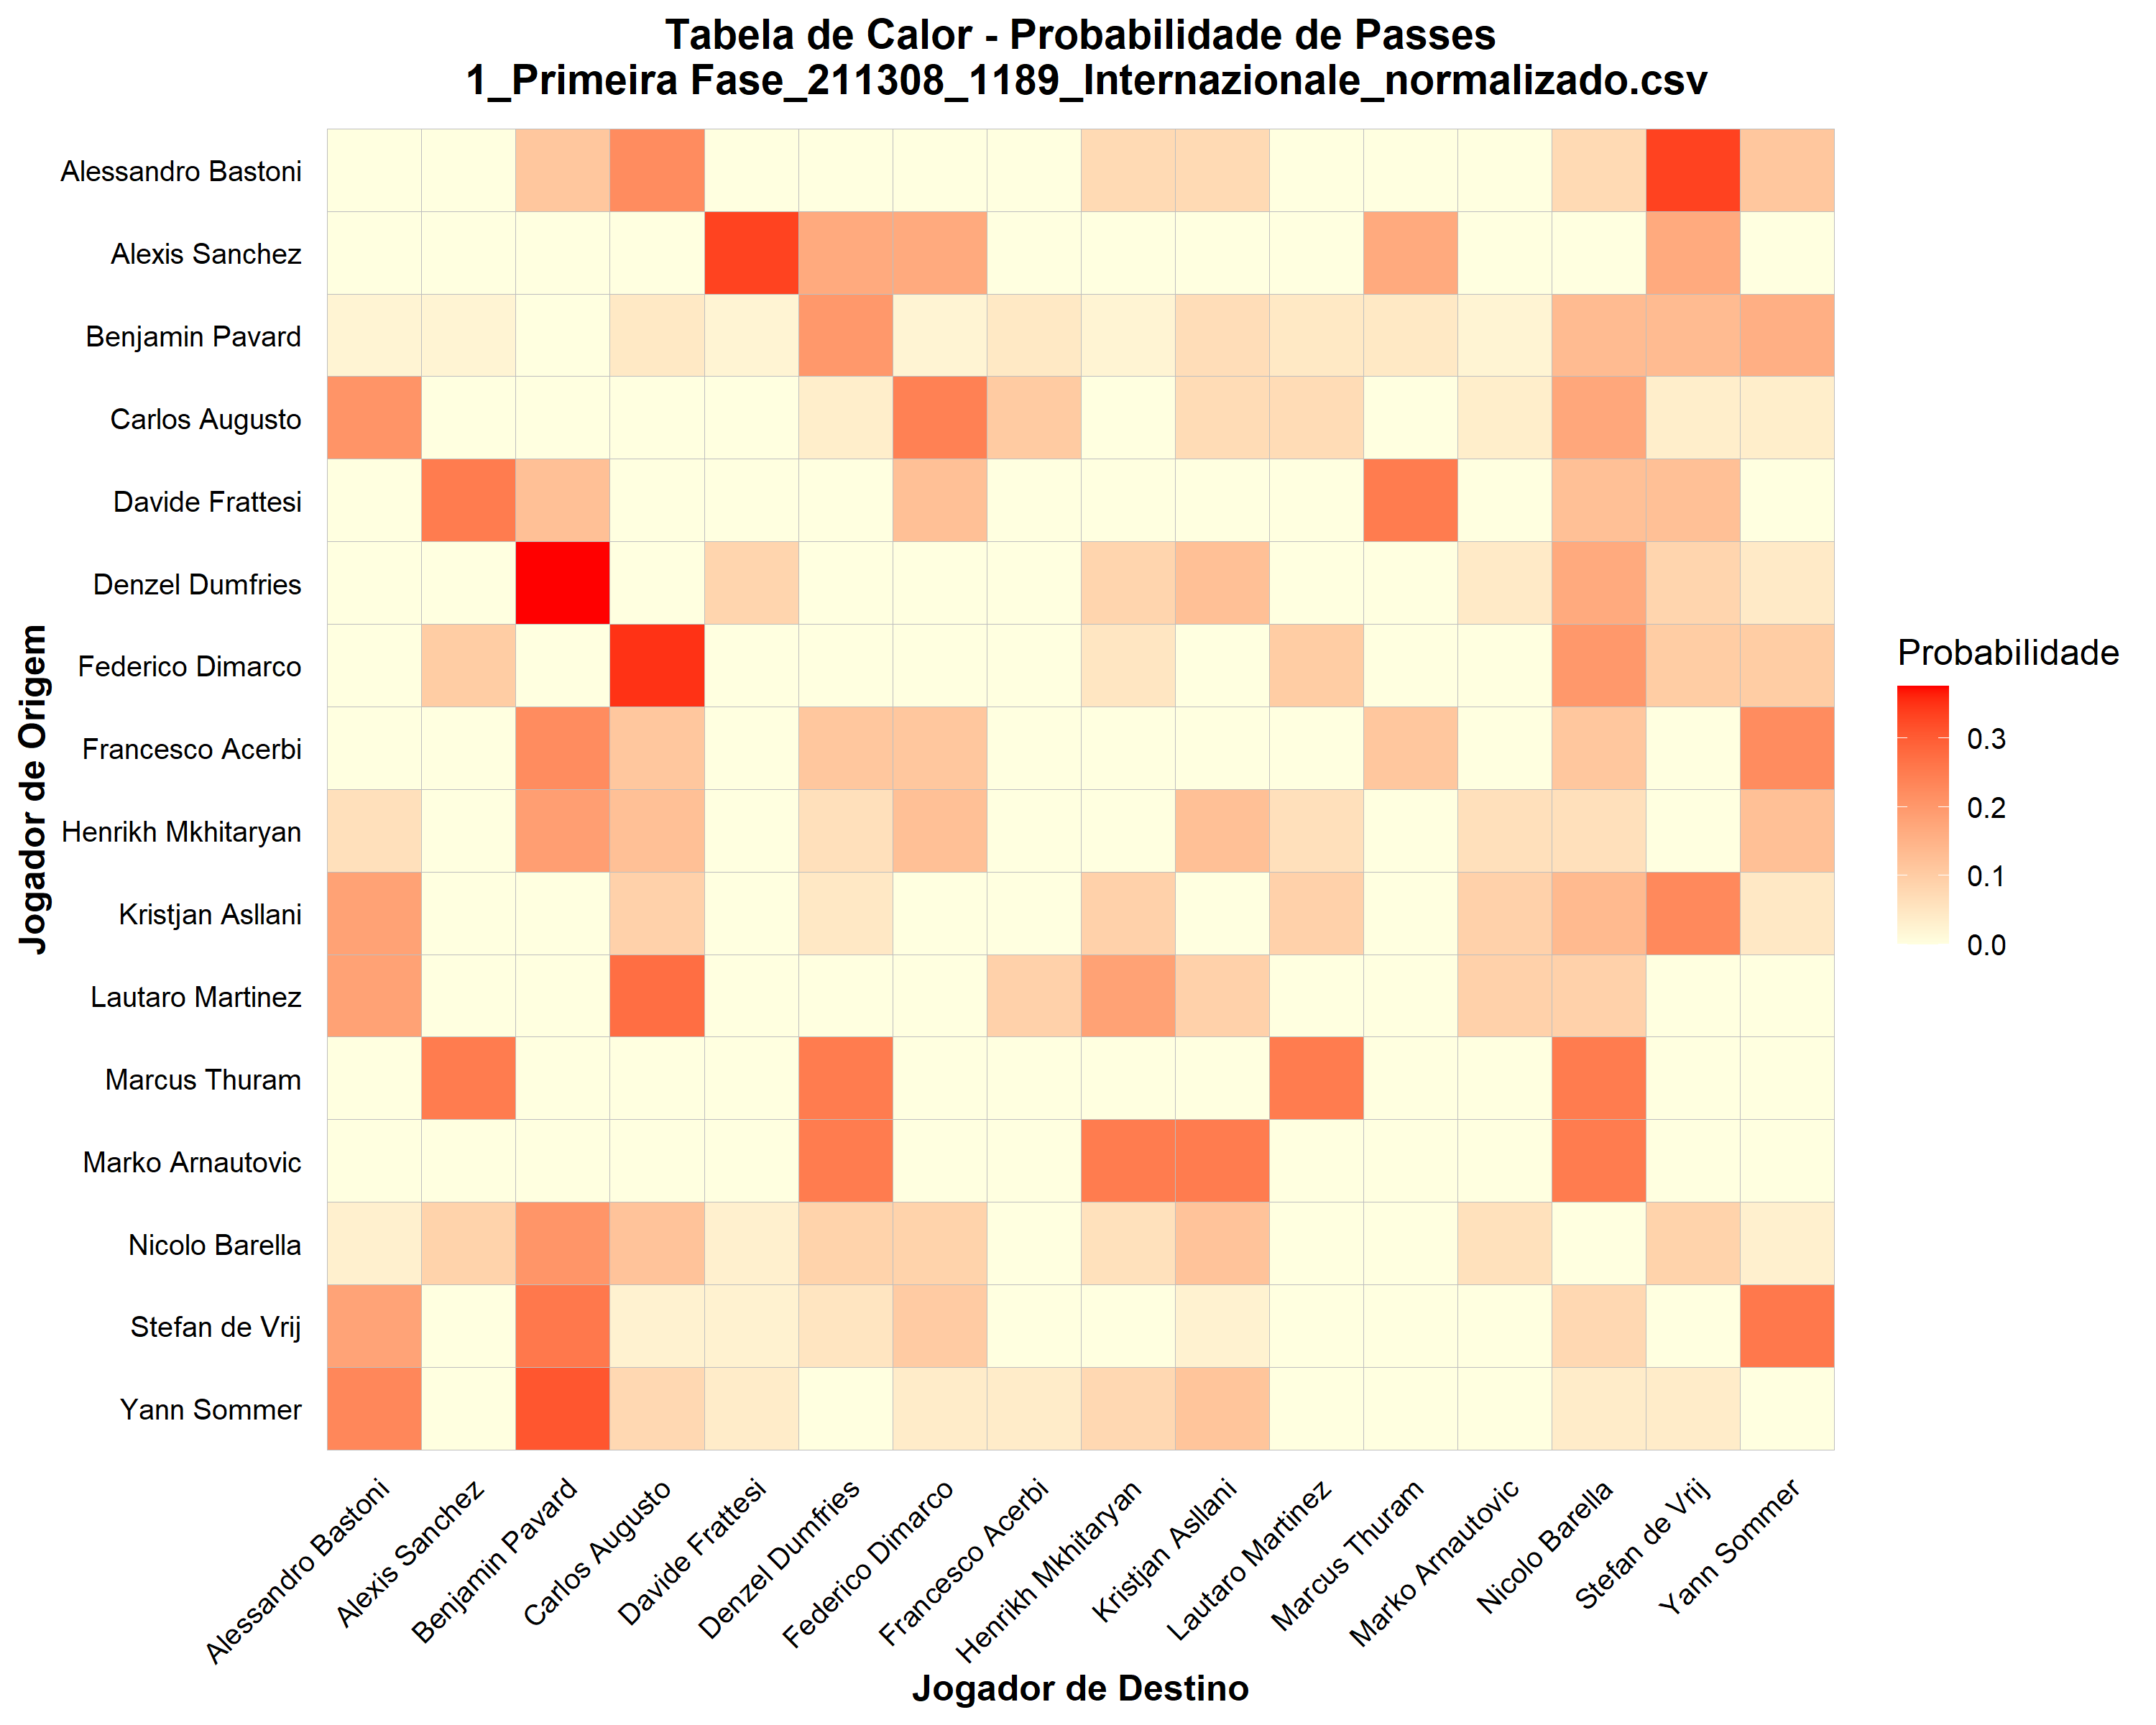 Tabela de Calor - Probabilidade de Passes
1_Primeira Fase_211308_1189_Internazionale_normalizado.csv
Jogador de Origem
Alessandro Bastoni
Alexis Sanchez
Benjamin Pavard
Carlos Augusto
Davide Frattesi
Denzel Dumfries
Federico Dimarco
Francesco Acerbi
Henrikh Mkhitaryan
Kristjan Asllani
Lautaro Martinez
Marcus Thuram
Marko Arnautovic
Nicolo Barella
Stefan de Vrij
Yann Sommer
Alessandro Bastoni
Alexis Sanchez
Benjamin Pavard
Carlos Augusto
Davide Frattesi
Denzel Dumfries
Federico Dimarco
Francesco Acerbi
Henrikh Mkhitaryan
Kristjan Asllani
Lautaro Martinez
Marcus Thuram
Marko Arnautovic
Nicolo Barella
Stefan de Vrij
Yann Sommer
Jogador de Destino
Probabilidade
0.3
0.2
0.1
0.0